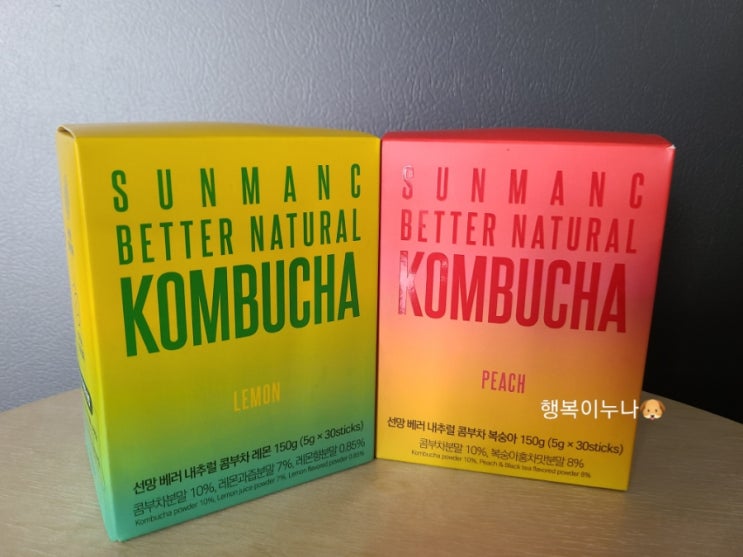 SUNMANC
BETTER NATURAL
KOMBUCHA
LEMON
선망 베러 내추럴 콤부차 레몬 150g (5g × 30sticks)
콤부차분말 10%, 레몬과즙분말 7%, 레몬향분말 0.85%
Kombucha powder 10%, Lemon juice powder 7%, Lemon flavored powder 0.85%
SUNMANC
BETTER NATURAL
KOMBUCHA
PEACH
행복이누나🐶
선망 베러 내추럴 콤부차 복숭아 150g (5g × 30sticks)
콤부차분말 10%, 복숭아홍차맛분말 8%
Kombucha powder 10%, Peach & Black tea flavored powder 8%